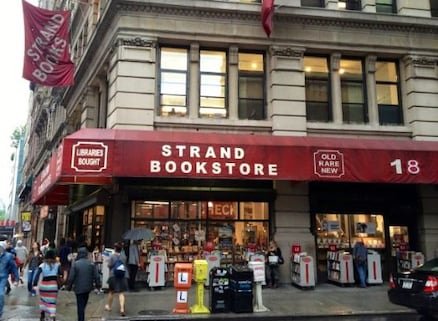 STRAND
BOOKS
LIBRARIES
BOUGHT
STRAND
BOOKSTORE
OLD
RARE
NEW
18
L